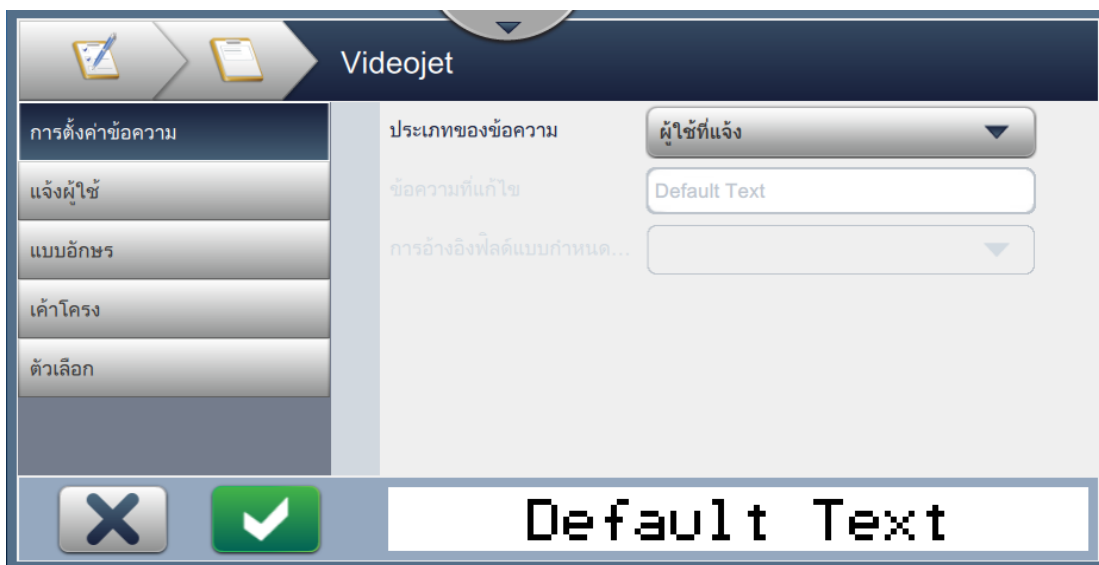 Videojet
การตั้งค่าข้อความ
แจ้งผู้ใช้
แบบอักษร
เค้าโครง
ตัวเลือก
ประเภทของข้อความ ผู้ใช้ที่แจ้ง
ข้อความที่แก้ไข Default Text
การอ้างอิงฟิลด์แบบกำหนด...
Default Text